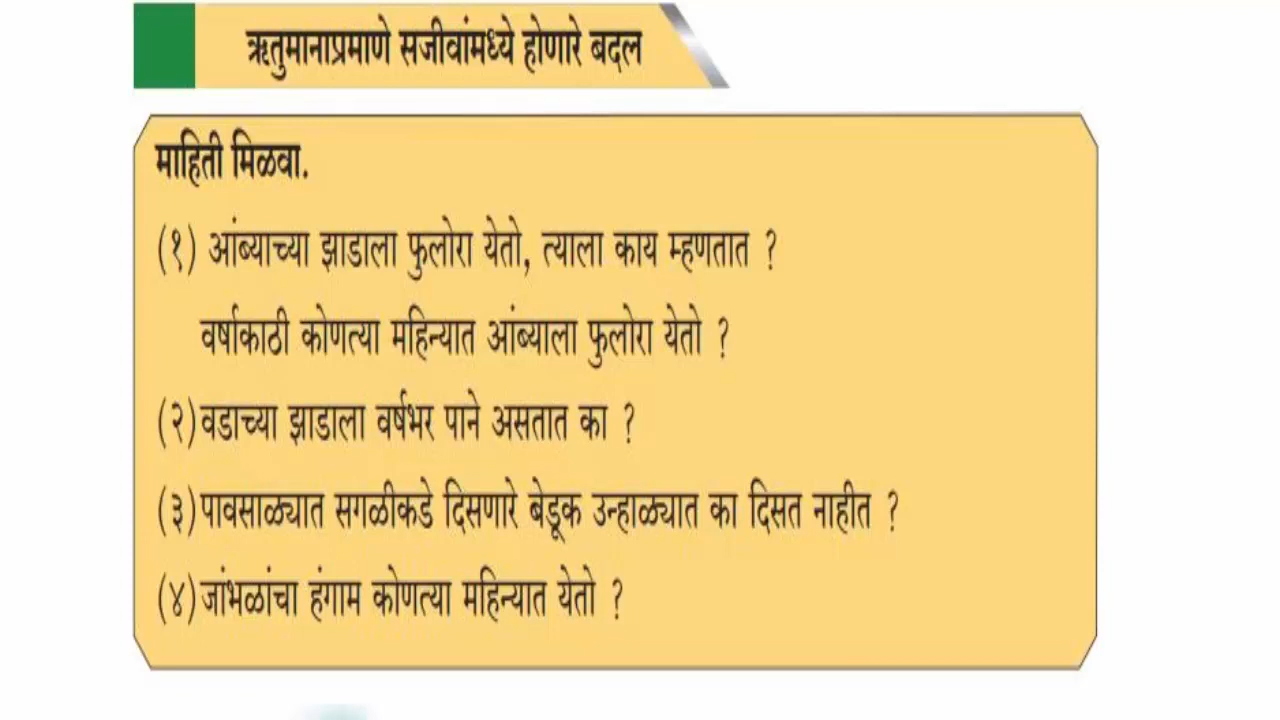 ऋतुमानाप्रमाणे सजीवांमध्ये होणारे बदल
माहिती मिळवा.
(१) आंब्याच्या झाडाला फुलोरा येतो, त्याला काय म्हणतात ?
वर्षाकाठी कोणत्या महिन्यात आंब्याला फुलोरा येतो ?
(२) वडाच्या झाडाला वर्षभर पाने असतात का ?
(३) पावसाळ्यात सगळीकडे दिसणारे बेडूक उन्हाळ्यात का दिसत नाहीत ?
(४) जांभळांचा हंगाम कोणत्या महिन्यात येतो ?